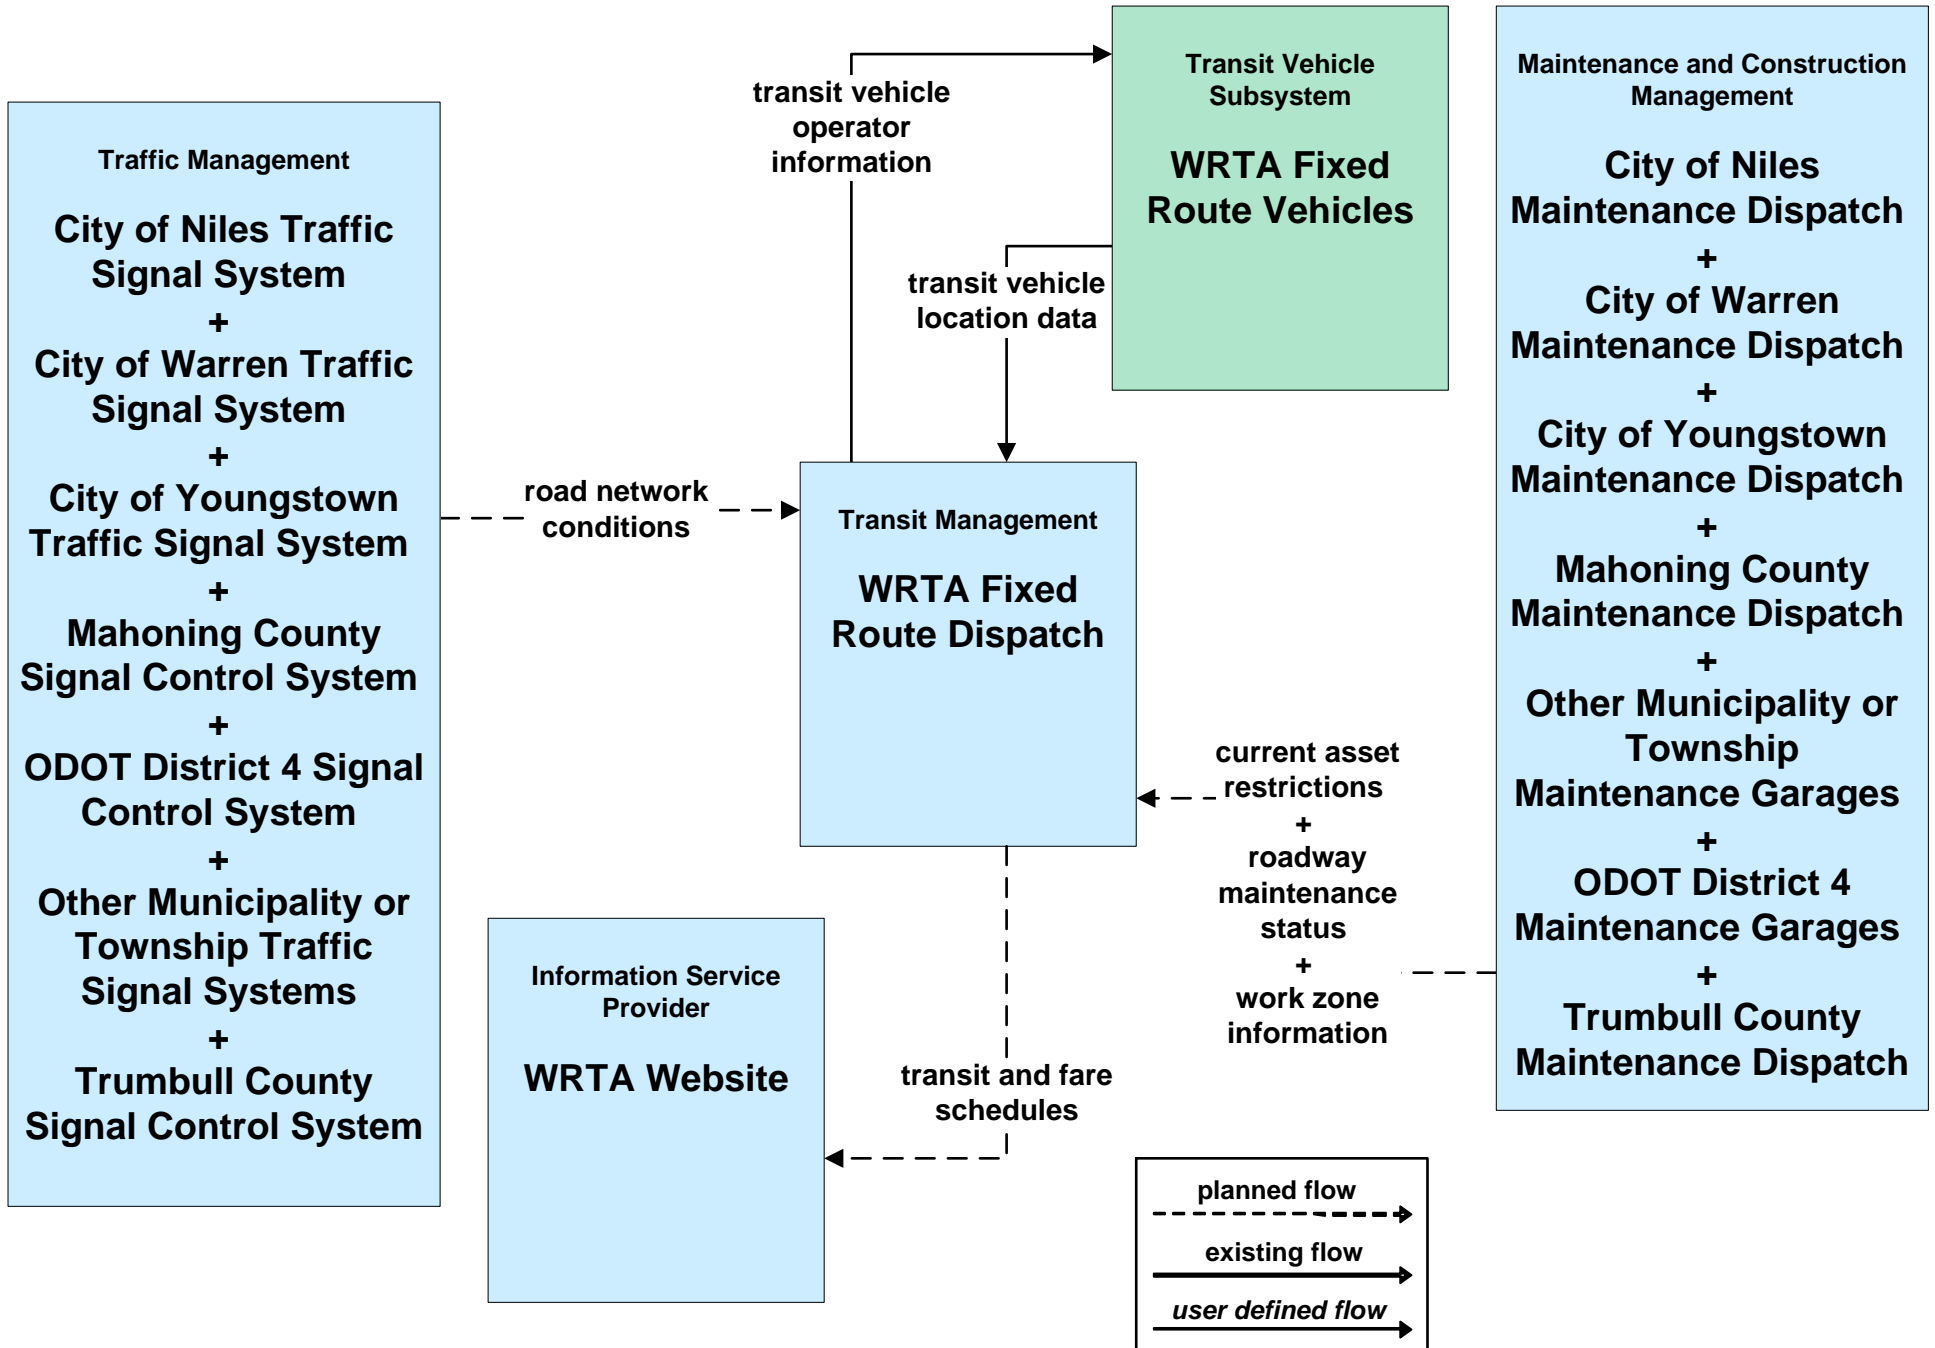 Traffic Management
City of Niles Traffic
Signal System
+
City of Warren Traffic
Signal System
+
City of Youngstown
Traffic Signal System
+
Mahoning County
Signal Control System
+
ODOT District 4 Signal
Control System
+
Other Municipality or
Township Traffic
Signal Systems
+
Trumbull County
Signal Control System
transit vehicle
operator
information
Transit Vehicle
Subsystem
WRTA Fixed
Route Vehicles
transit vehicle
location data
road network
conditions
Transit Management
WRTA Fixed
Route Dispatch
Information Service
Provider
WRTA Website
transit and fare
schedules
current asset
restrictions
+
roadway
maintenance
status
+
work zone
information
Maintenance and Construction
Management
City of Niles
Maintenance Dispatch
+
City of Warren
Maintenance Dispatch
+
City of Youngstown
Maintenance Dispatch
+
Mahoning County
Maintenance Dispatch
+
Other Municipality or
Township
Maintenance Garages
+
ODOT District 4
Maintenance Garages
+
Trumbull County
Maintenance Dispatch
planned flow
existing flow
user defined flow